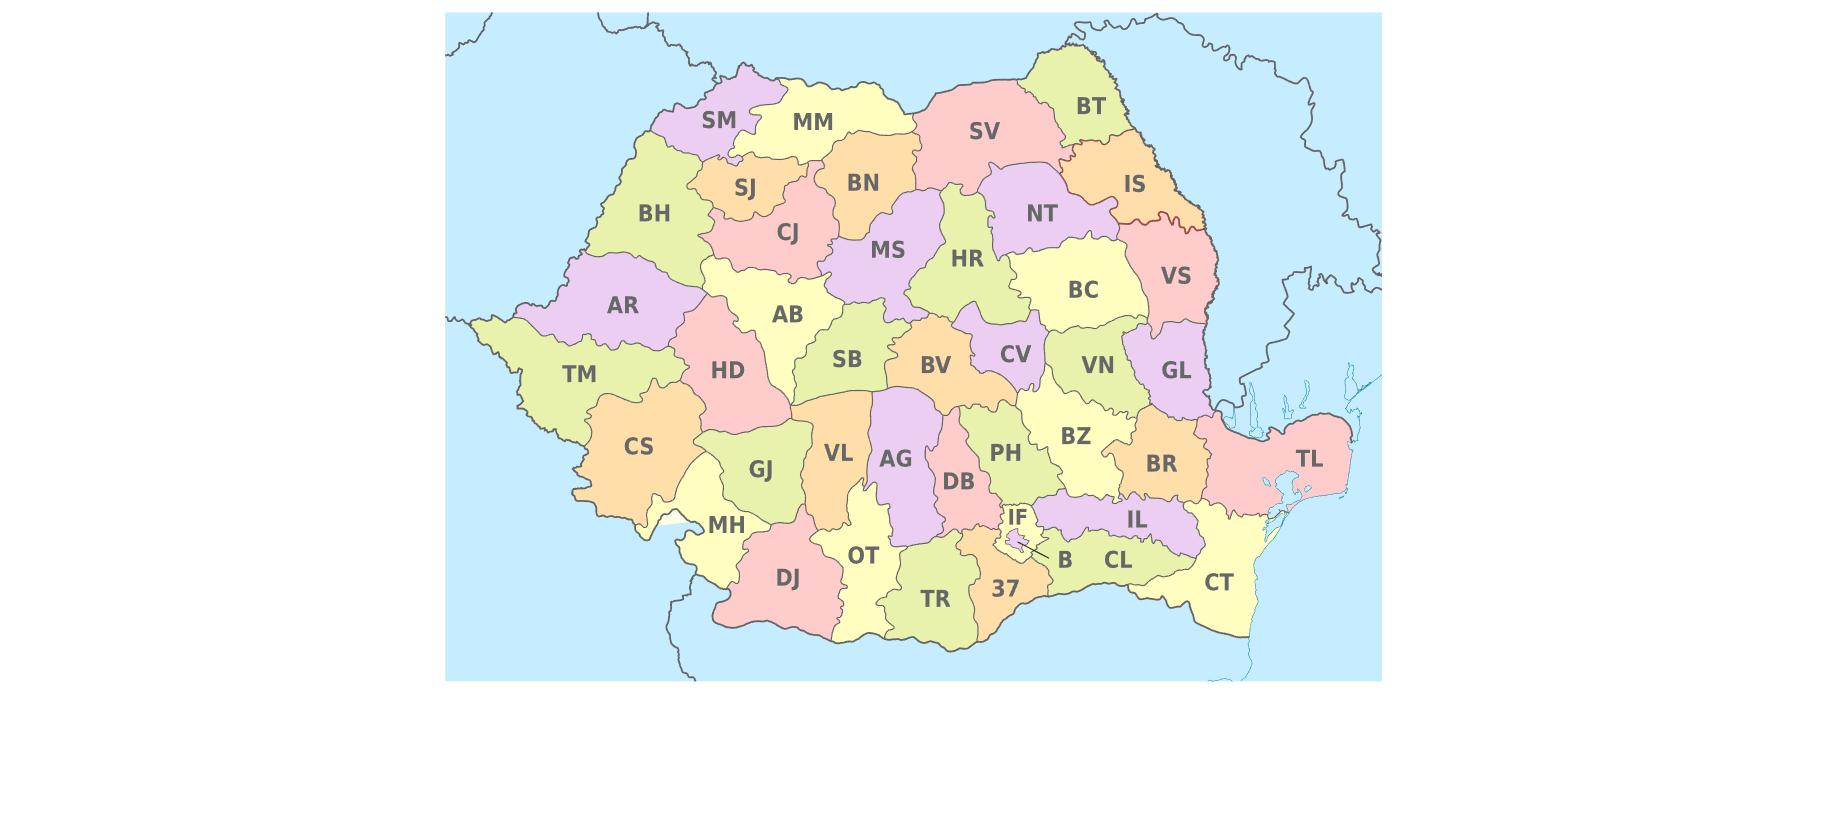 BT
SM
MM
SV
SJ
BN
IS
BH
CJ
NT
MS
HR
VS
BC
AR
AB
SB
CV
BV
VN
GL
HD
TM
CS
GJ
VL
AG
DB
PH
BZ
BR
TL
MH
IF
IL
OT
B
CL
DJ
TR
37
CT